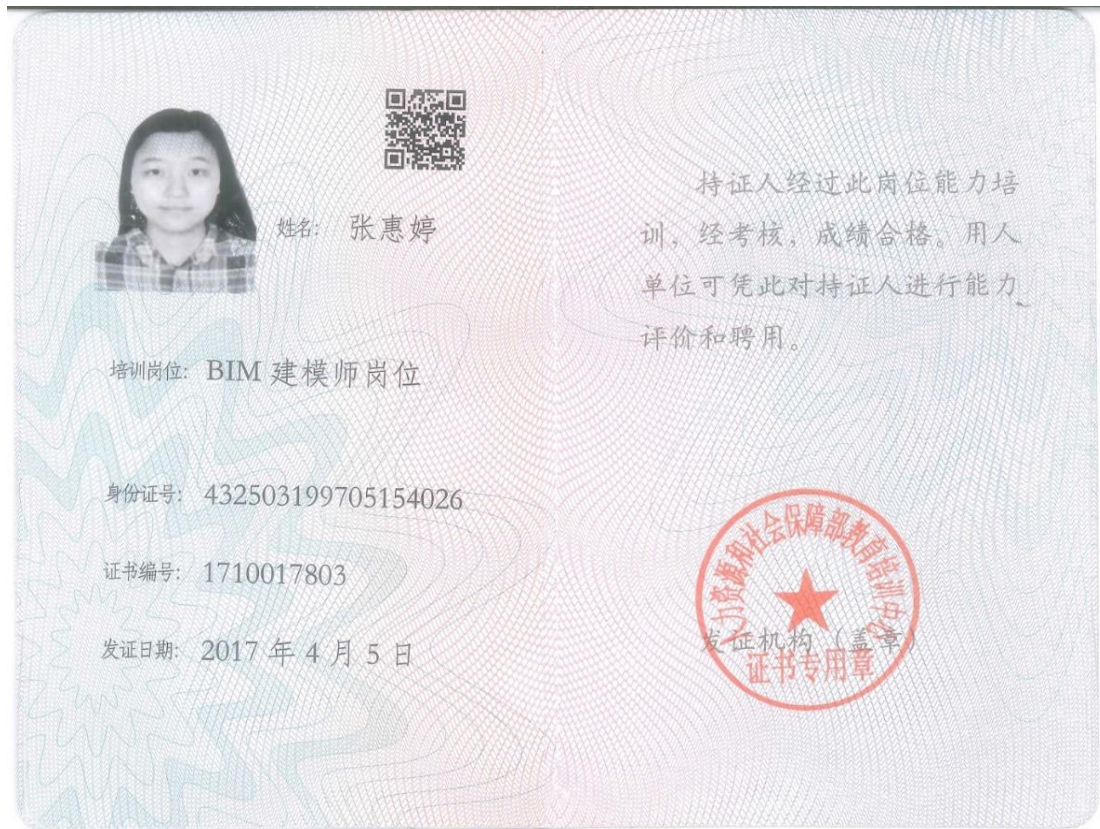 姓名: 张惠婷
培训岗位: BIM 建模师岗位
身份证号: 432503199705154026
证书编号: 1710017803
发证日期: 2017 年 4 月 5 日
持证人经过此岗位能力培
训，经考核，成绩合格。用人
单位可凭此对持证人进行能力
评价和聘用。
人力资源和社会保障部教育培训中心
发证机构（盖章）
证书专用章